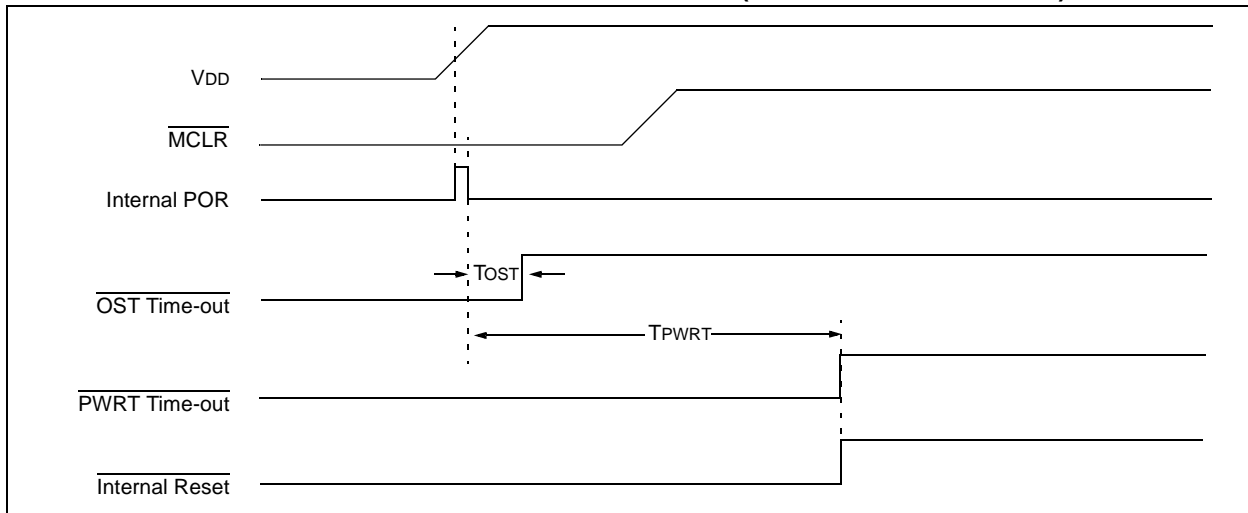 VDD
MCLR
Internal POR
TOST
OST Time-out
TPWRT
PWRT Time-out
Internal Reset